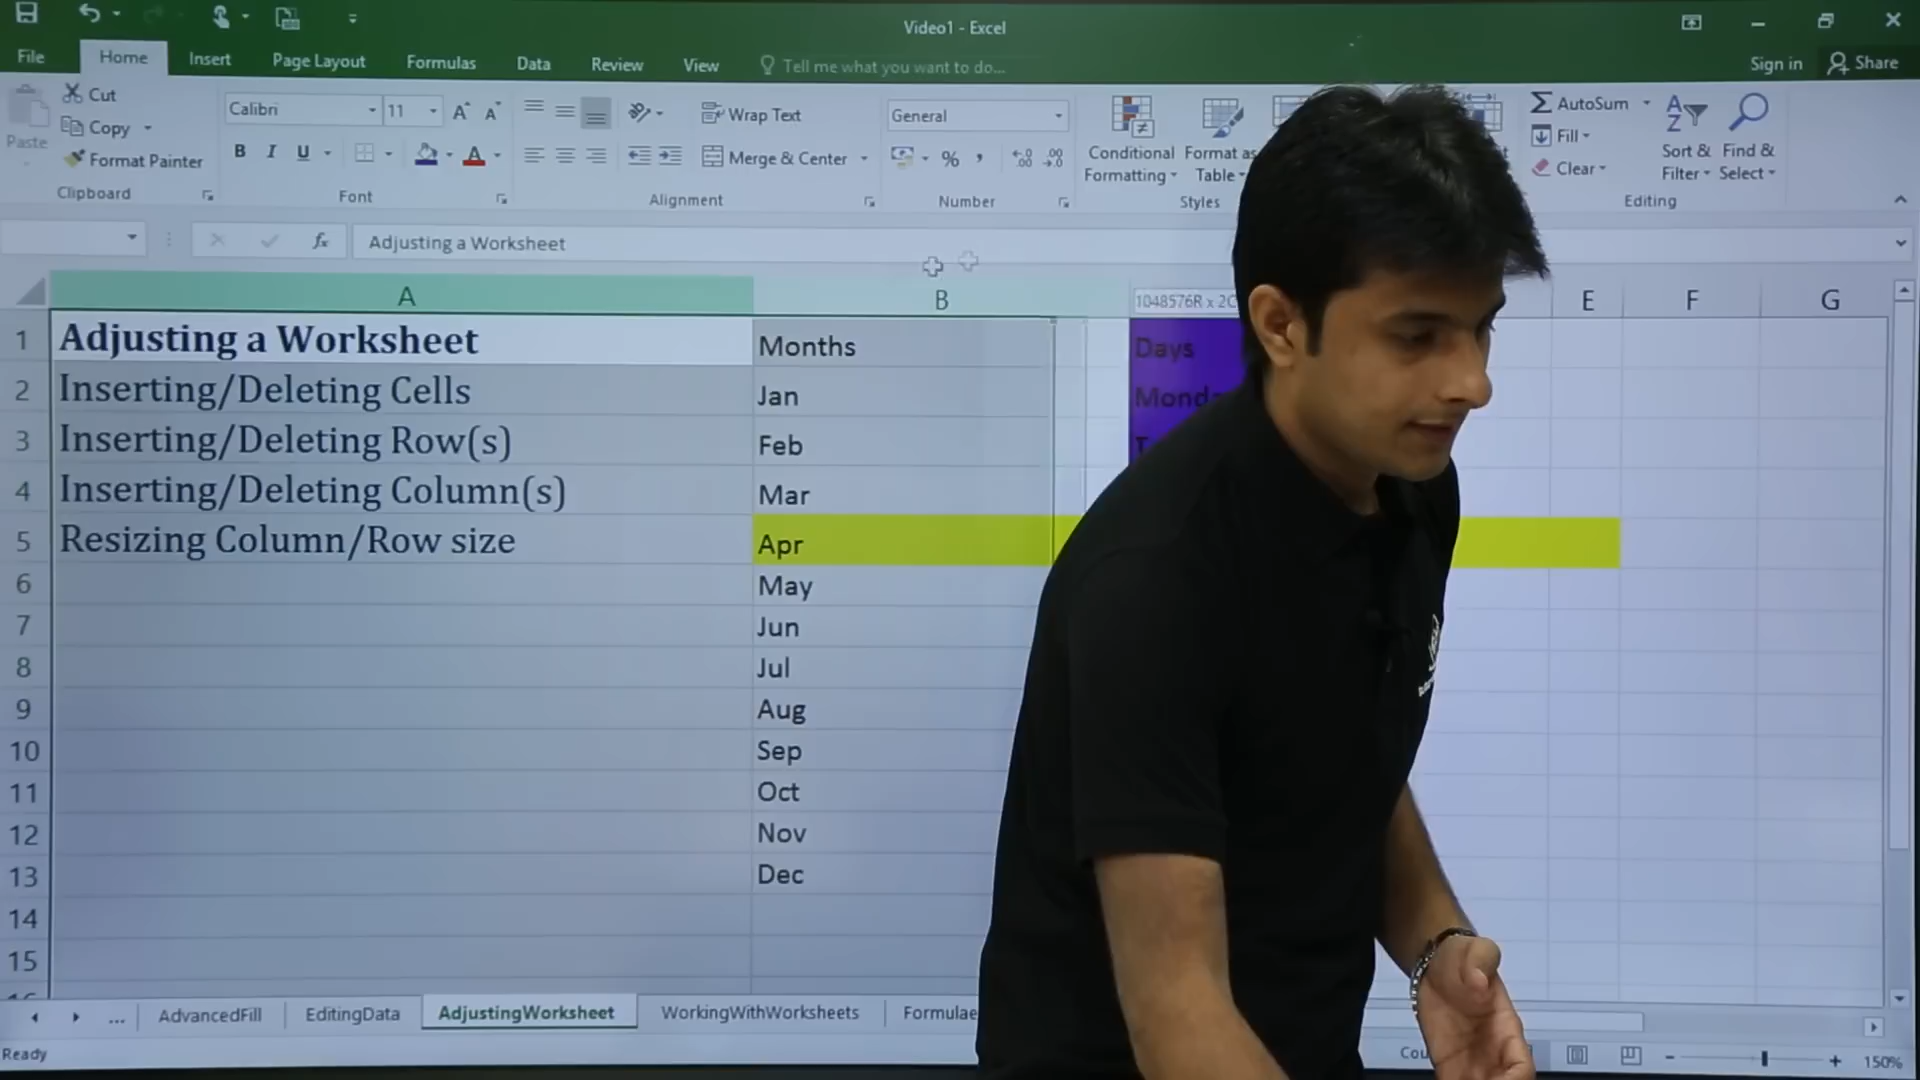 Video1 - Excel
File Home Insert Page Layout Formulas Data Review View Tell me what you want to do... Sign in Share
Paste
Cut
Copy
Format Painter
Clipboard
Calibri 11
B I U
Font
Wrap Text
Merge & Center
Alignment
General
%
Number
Conditional Formatting
Format as Table
Styles
AutoSum
Fill
Clear
Sort & Filter
Find & Select
Editing
fx Adjusting a Worksheet
A B 1048576R x 2C E F G
1 Adjusting a Worksheet Months Days
2 Inserting/Deleting Cells Jan
3 Inserting/Deleting Row(s) Feb
4 Inserting/Deleting Column(s) Mar
5 Resizing Column/Row size Apr
6 May
7 Jun
8 Jul
9 Aug
10 Sep
11 Oct
12 Nov
13 Dec
14
15
... AdvancedFill EditingData AdjustingWorksheet WorkingWithWorksheets Formulae
Ready 150%